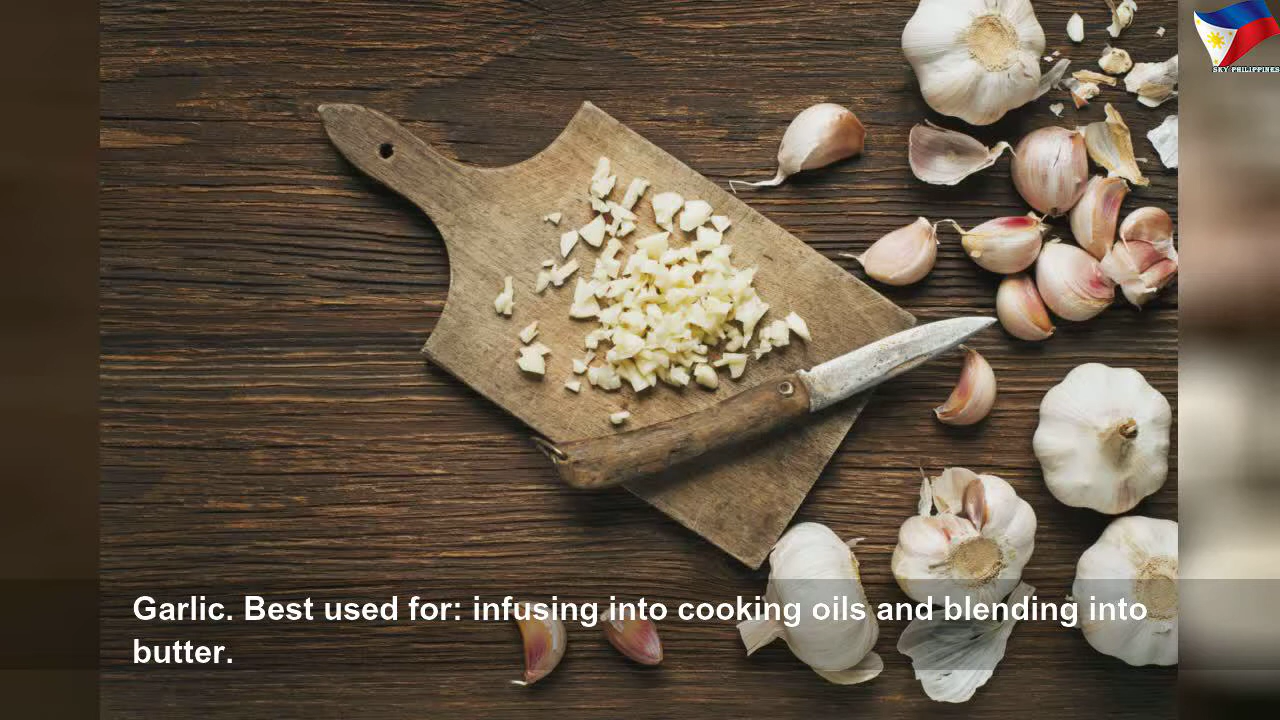 SKY PHILIPPINES
Garlic. Best used for: infusing into cooking oils and blending into
butter.